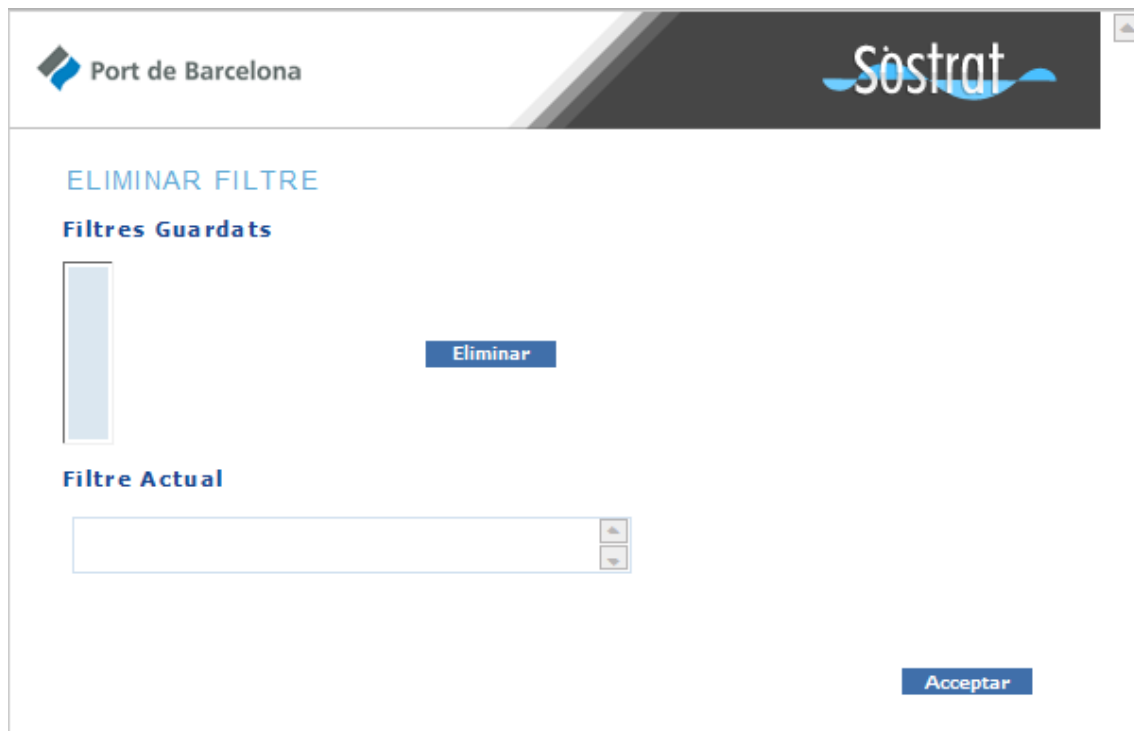 Port de Barcelona
Sòstrat
ELIMINAR FILTRE
Filtres Guardats
Eliminar
Filtre Actual
Acceptar